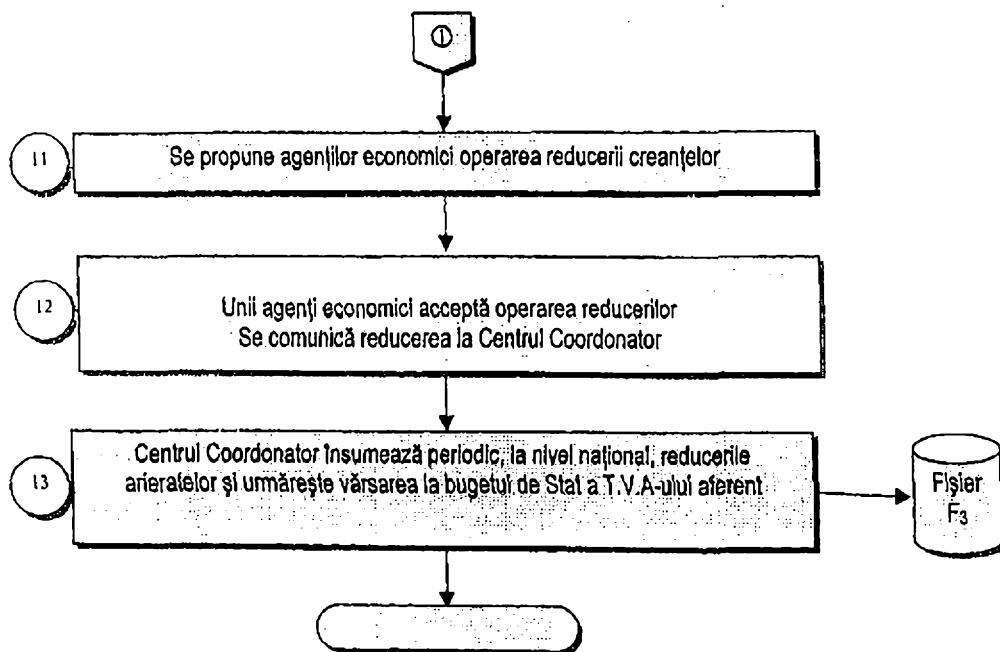 ①
11
Se propune agenților economici operarea reducerii creanțelor
12
Unii agenți economici acceptă operarea reducerilor
Se comunică reducerea la Centrul Coordonator
13
Centrul Coordonator însumează periodic, la nivel național, reducerile
arieratelor și urmărește vărsarea la bugetul de Stat a T.V.A-ului aferent
Fișier
F3